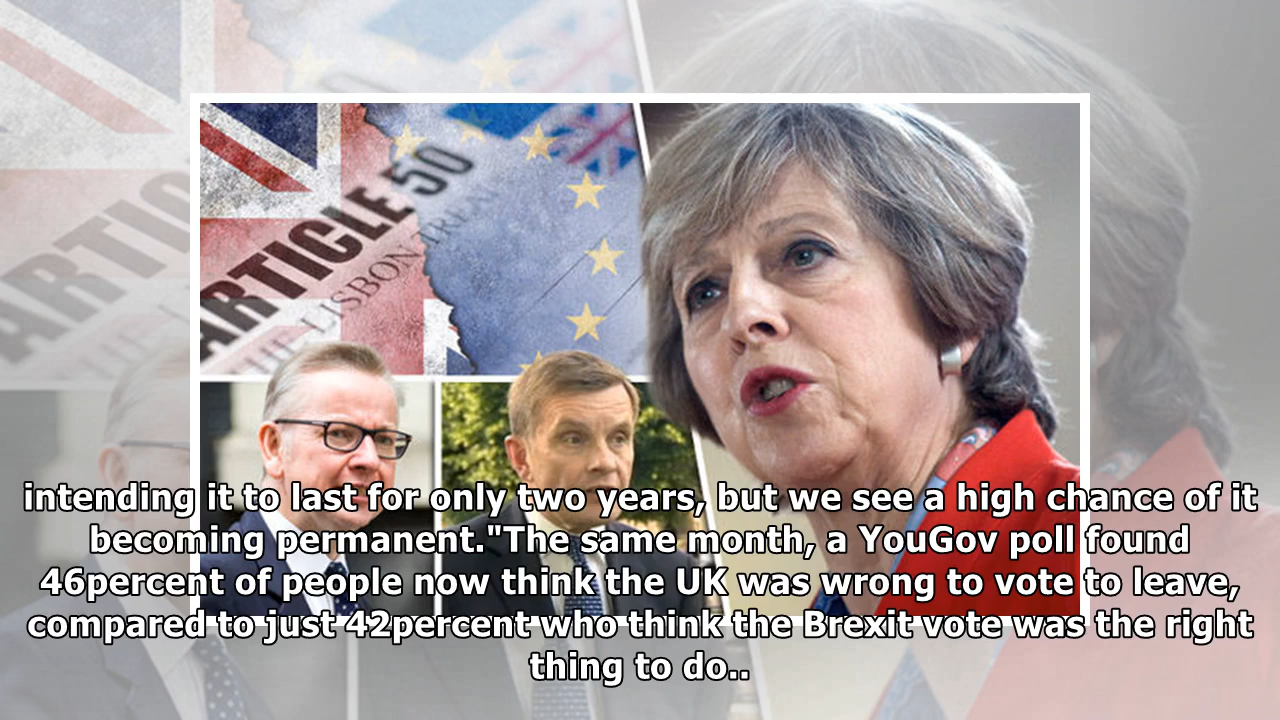 ARTICLE 50
THE LISBON TREA
intending it to last for only two years, but we see a high chance of it
becoming permanent."The same month, a YouGov poll found
46percent of people now think the UK was wrong to vote to leave,
compared to just 42percent who think the Brexit vote was the right
thing to do..